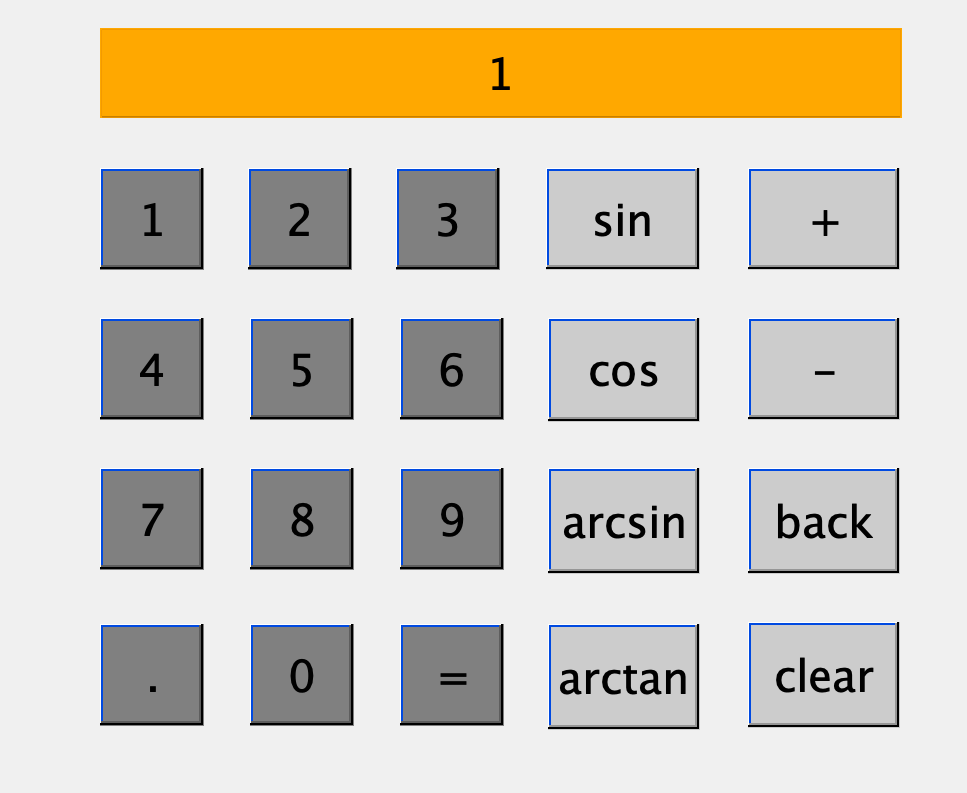 1
1 2 3 sin +
4 5 6 cos -
7 8 9 arcsin back
. 0 = arctan clear